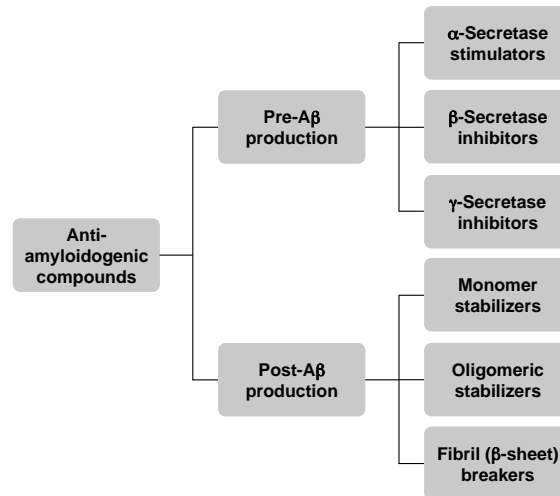 α-Secretase
stimulators
Pre-Aβ
production
β-Secretase
inhibitors
γ-Secretase
inhibitors
Anti-
amyloidogenic
compounds
Monomer
stabilizers
Post-Aβ
production
Oligomeric
stabilizers
Fibril (β-sheet)
breakers